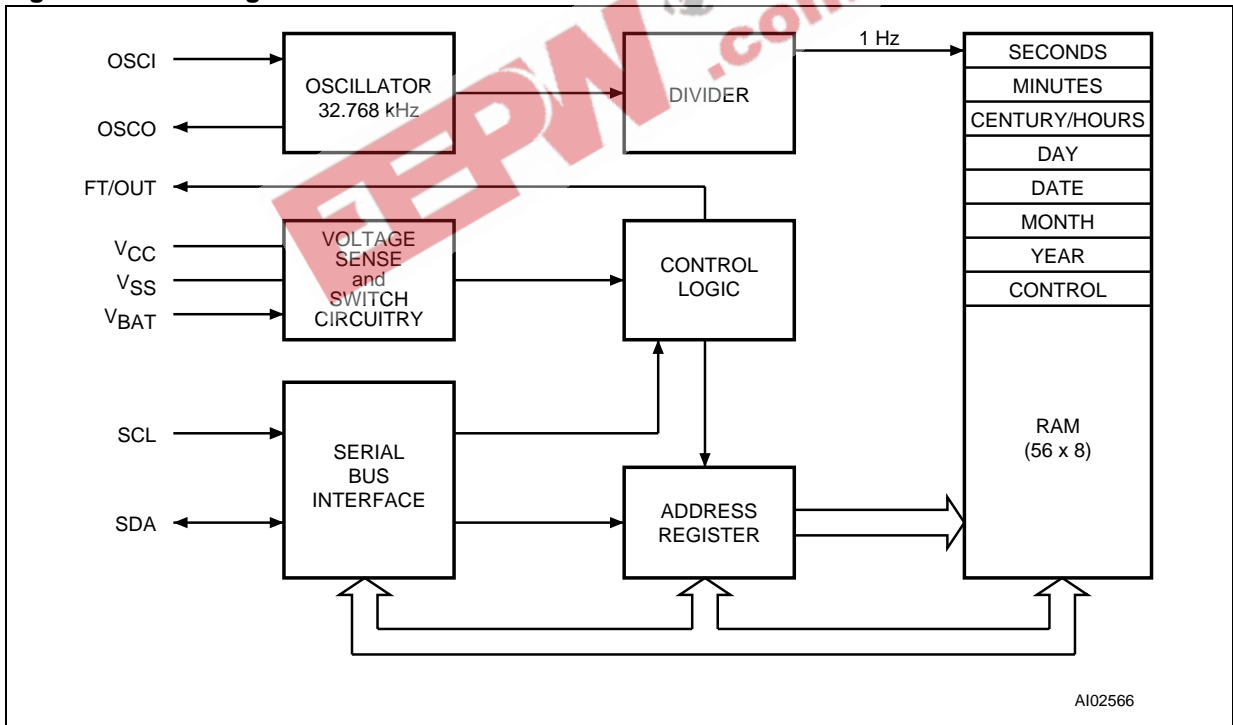 OSCI
OSCO
FT/OUT
VCC
VSS
VBAT
SCL
SDA
OSCILLATOR
32.768 kHz
DIVIDER
1 Hz
VOLTAGE
SENSE
and
SWITCH
CIRCUITRY
CONTROL
LOGIC
SERIAL
BUS
INTERFACE
ADDRESS
REGISTER
SECONDS
MINUTES
CENTURY/HOURS
DAY
DATE
MONTH
YEAR
CONTROL
RAM
(56 x 8)
AI02566
EEPW.com